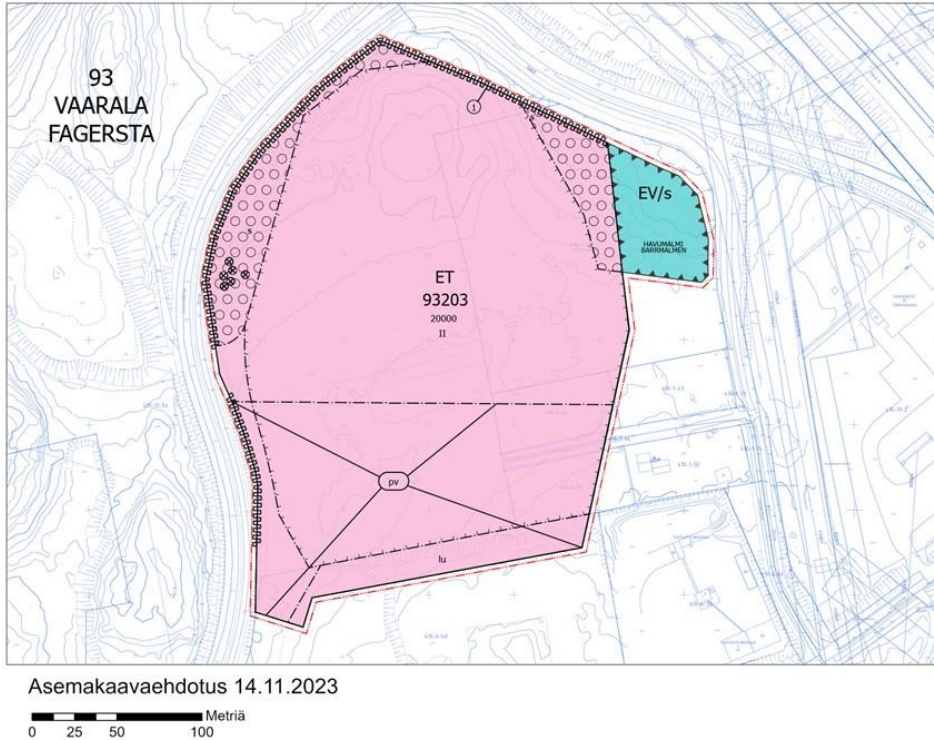 93
VAARALA
FAGERSTA
1
EV/s
HAVUMALMI
BARRMALMEN
s
ET
93203
20000
II
pv
lu
Asemakaavaehdotus 14.11.2023
Metriä
0 25 50 100